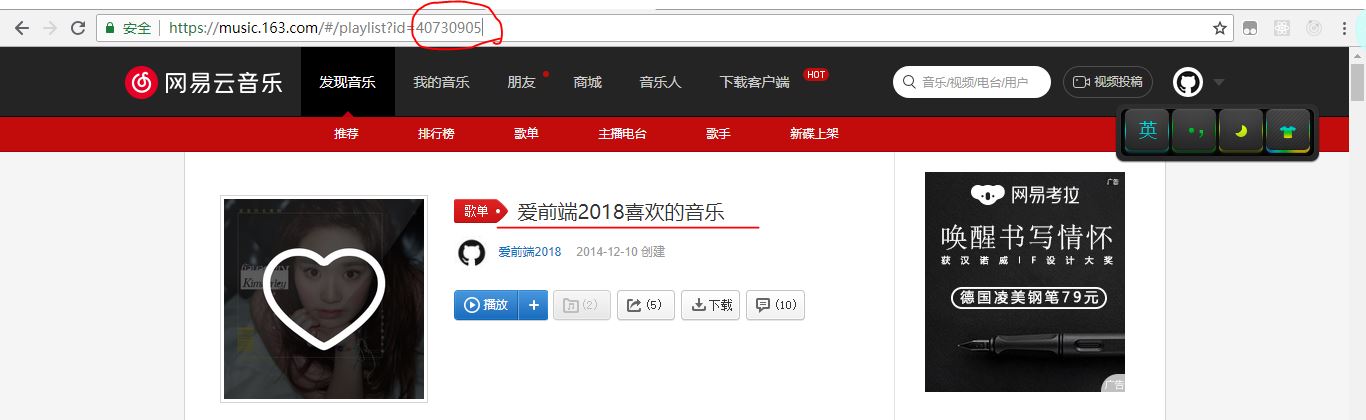 安全 https://music.163.com/#/playlist?id=40730905
网易云音乐 发现音乐 我的音乐 朋友 商城 音乐人 下载客户端 HOT 音乐/视频/电台/用户 视频投稿
推荐 排行榜 歌单 主播电台 歌手 新碟上架
英
歌单 爱前端2018喜欢的音乐
爱前端2018 2014-12-10 创建
播放 + (2) (5) 下载 (10)
Kimberley
广告
网易考拉
唤醒书写情怀
获汉诺威IF设计大奖
德国凌美钢笔79元
广告